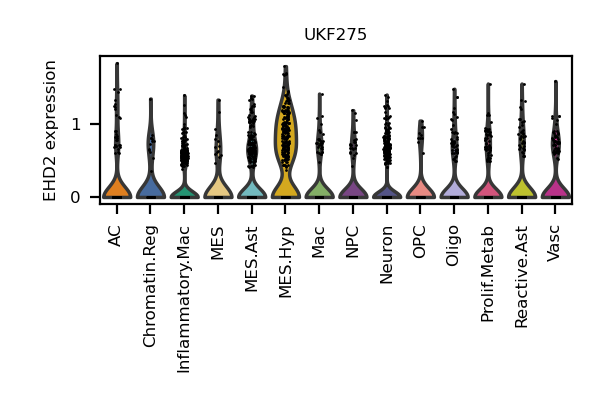 UKF275
EHD2 expression
1
0
AC
Chromatin.Reg
Inflammatory.Mac
MES
MES.Ast
MES.Hyp
Mac
NPC
Neuron
OPC
Oligo
Prolif.Metab
Reactive.Ast
Vasc